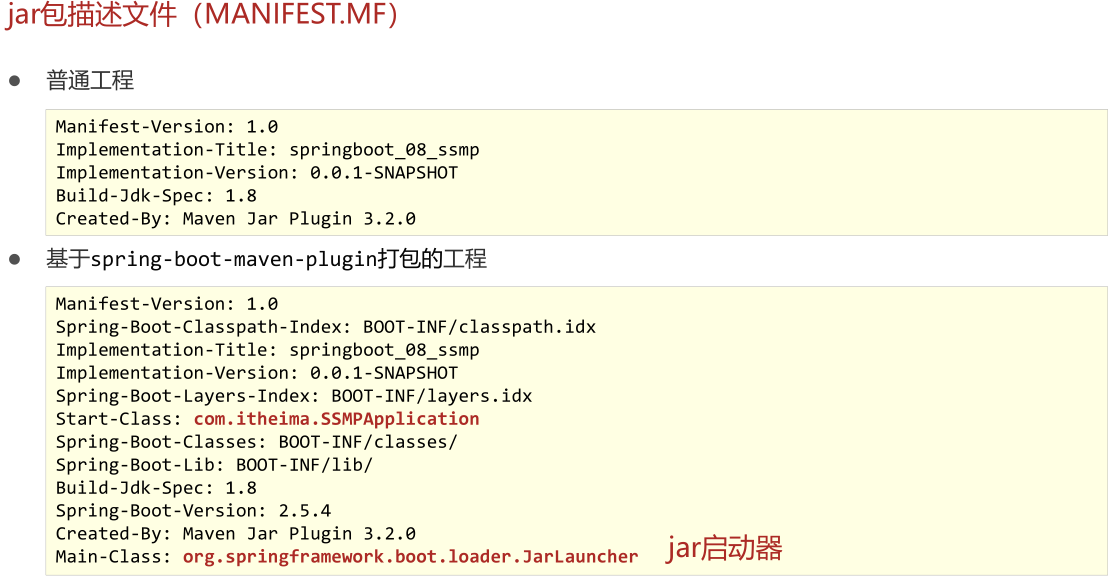 jar包描述文件（MANIFEST.MF）
● 普通工程
Manifest-Version: 1.0
Implementation-Title: springboot_08_ssmp
Implementation-Version: 0.0.1-SNAPSHOT
Build-Jdk-Spec: 1.8
Created-By: Maven Jar Plugin 3.2.0
● 基于spring-boot-maven-plugin打包的工程
Manifest-Version: 1.0
Spring-Boot-Classpath-Index: BOOT-INF/classpath.idx
Implementation-Title: springboot_08_ssmp
Implementation-Version: 0.0.1-SNAPSHOT
Spring-Boot-Layers-Index: BOOT-INF/layers.idx
Start-Class: com.itheima.SSMPApplication
Spring-Boot-Classes: BOOT-INF/classes/
Spring-Boot-Lib: BOOT-INF/lib/
Build-Jdk-Spec: 1.8
Spring-Boot-Version: 2.5.4
Created-By: Maven Jar Plugin 3.2.0
Main-Class: org.springframework.boot.loader.JarLauncher jar启动器